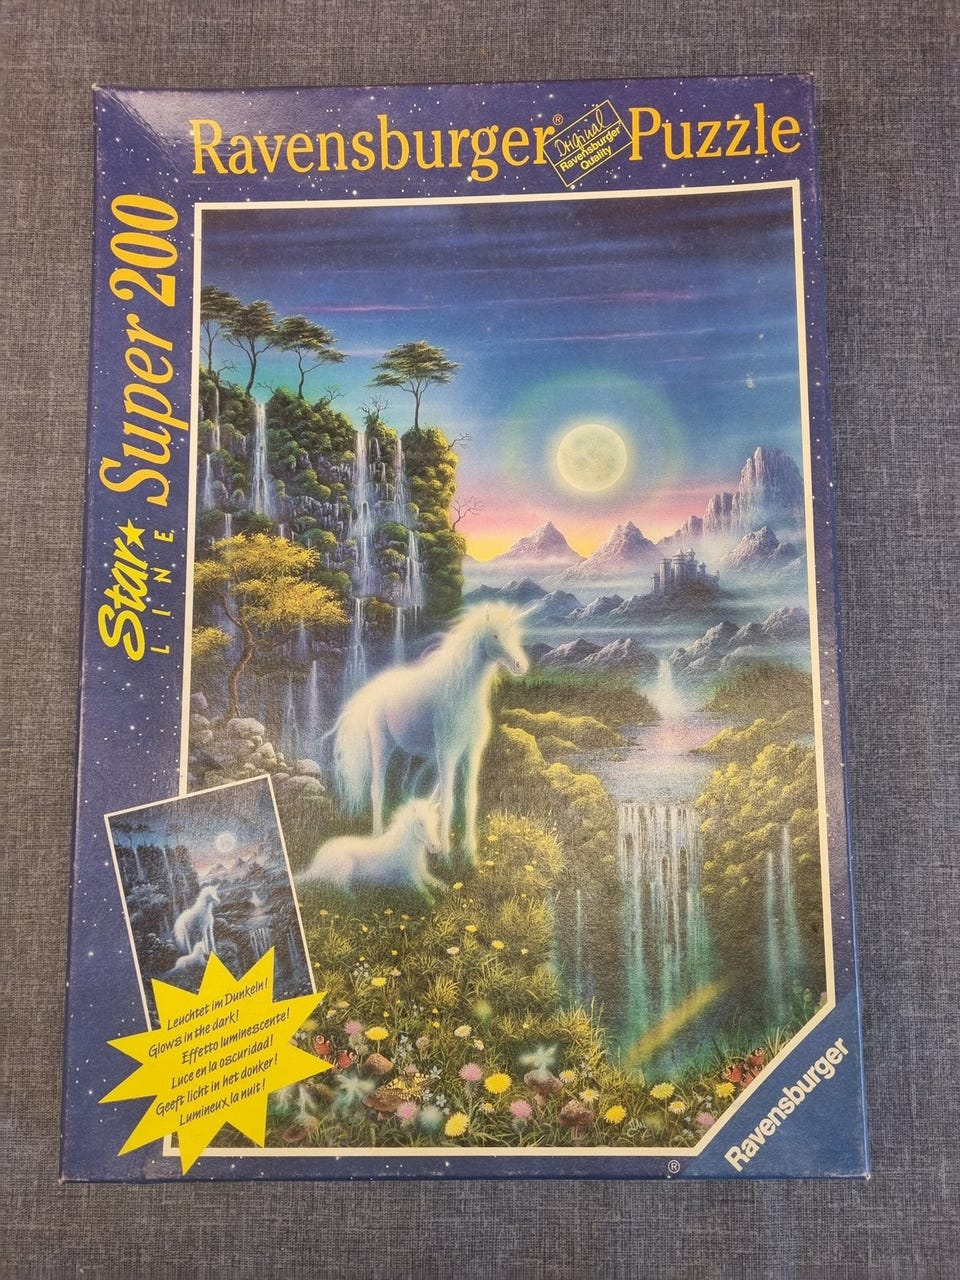 Ravensburger® Puzzle
Original
Ravensburger
Quality
Super 200
Star
LINE
Leuchtet im Dunkeln!
Glows in the dark!
Effetto luminescente!
Luce en la oscuridad!
Geeft licht in het donker!
Lumineux la nuit!
Ravensburger
®